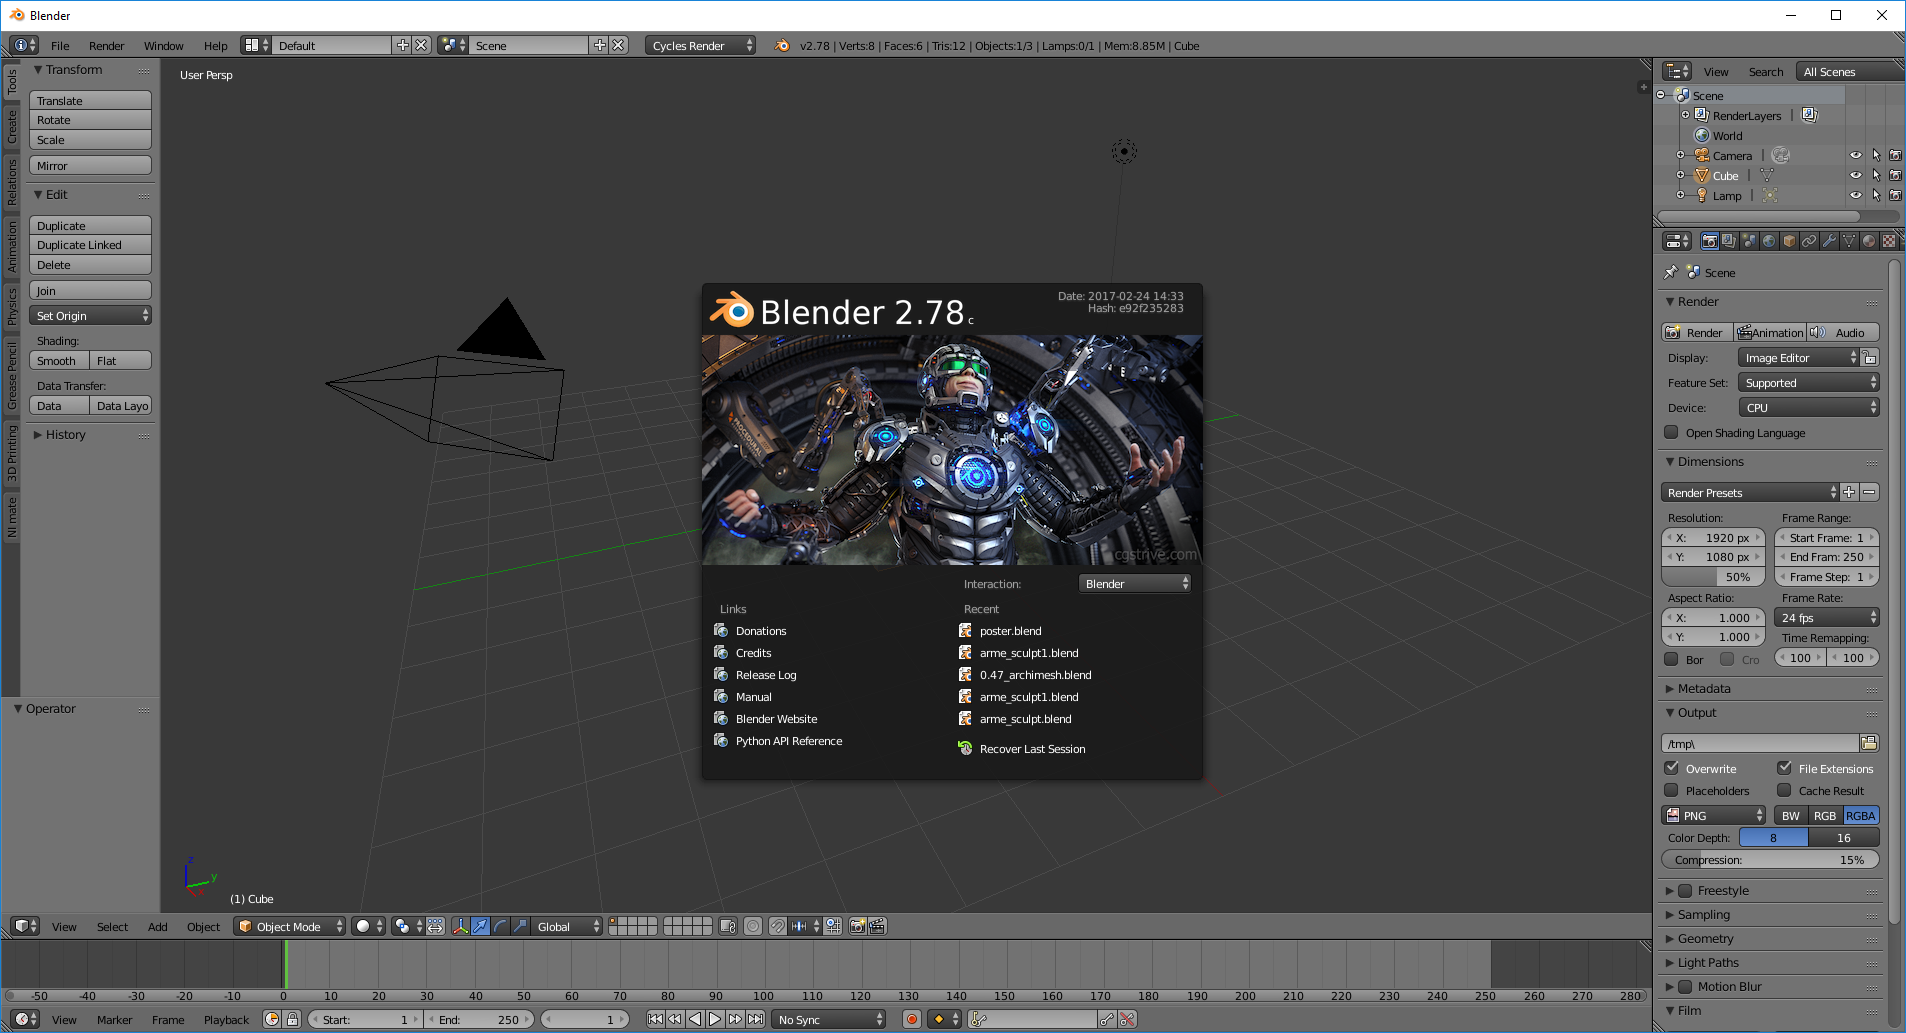 Blender
File Render Window Help Default Scene Cycles Render v2.78 | Verts:8 | Faces:6 | Tris:12 | Objects:1/3 | Lamps:0/1 | Mem:8.85M | Cube
Tools
Create
Relations
Animation
Physics
Grease Pencil
3D Printing
Transform
Translate
Rotate
Scale
Mirror
Edit
Duplicate
Duplicate Linked
Delete
Join
Set Origin
Shading:
Smooth Flat
Data Transfer:
Data Data Layo
History
Operator
User Persp
Blender 2.78 c
Date: 2017-02-24 14:33
Hash: e92f235283
PROCEDURAL
cgstrive.com
Interaction: Blender
Links
Donations
Credits
Release Log
Manual
Blender Website
Python API Reference
Recent
poster.blend
arme_sculpt1.blend
0.47_archimesh.blend
arme_sculpt1.blend
arme_sculpt.blend
Recover Last Session
z
y
(1) Cube
View Select Add Object Object Mode Global
-50 -40 -30 -20 -10 0 10 20 30 40 50 60 70 80 90 100 110 120 130 140 150 160 170 180 190 200 210 220 230 240 250 260 270 280
View Marker Frame Playback Start: 1 End: 250 1 No Sync
View Search All Scenes
Scene
RenderLayers |
World
Camera |
Cube |
Lamp |
Scene
Render
Render Animation Audio
Display: Image Editor
Feature Set: Supported
Device: CPU
Open Shading Language
Dimensions
Render Presets
Resolution: Frame Range:
X: 1920 px Start Frame: 1
Y: 1080 px End Fram: 250
50% Frame Step: 1
Aspect Ratio: Frame Rate:
X: 1.000 24 fps
Y: 1.000 Time Remapping:
Bor Cro 100 100
Metadata
Output
/tmp\
Overwrite File Extensions
Placeholders Cache Result
PNG BW RGB RGBA
Color Depth: 8 16
Compression: 15%
Freestyle
Sampling
Geometry
Light Paths
Motion Blur
Film